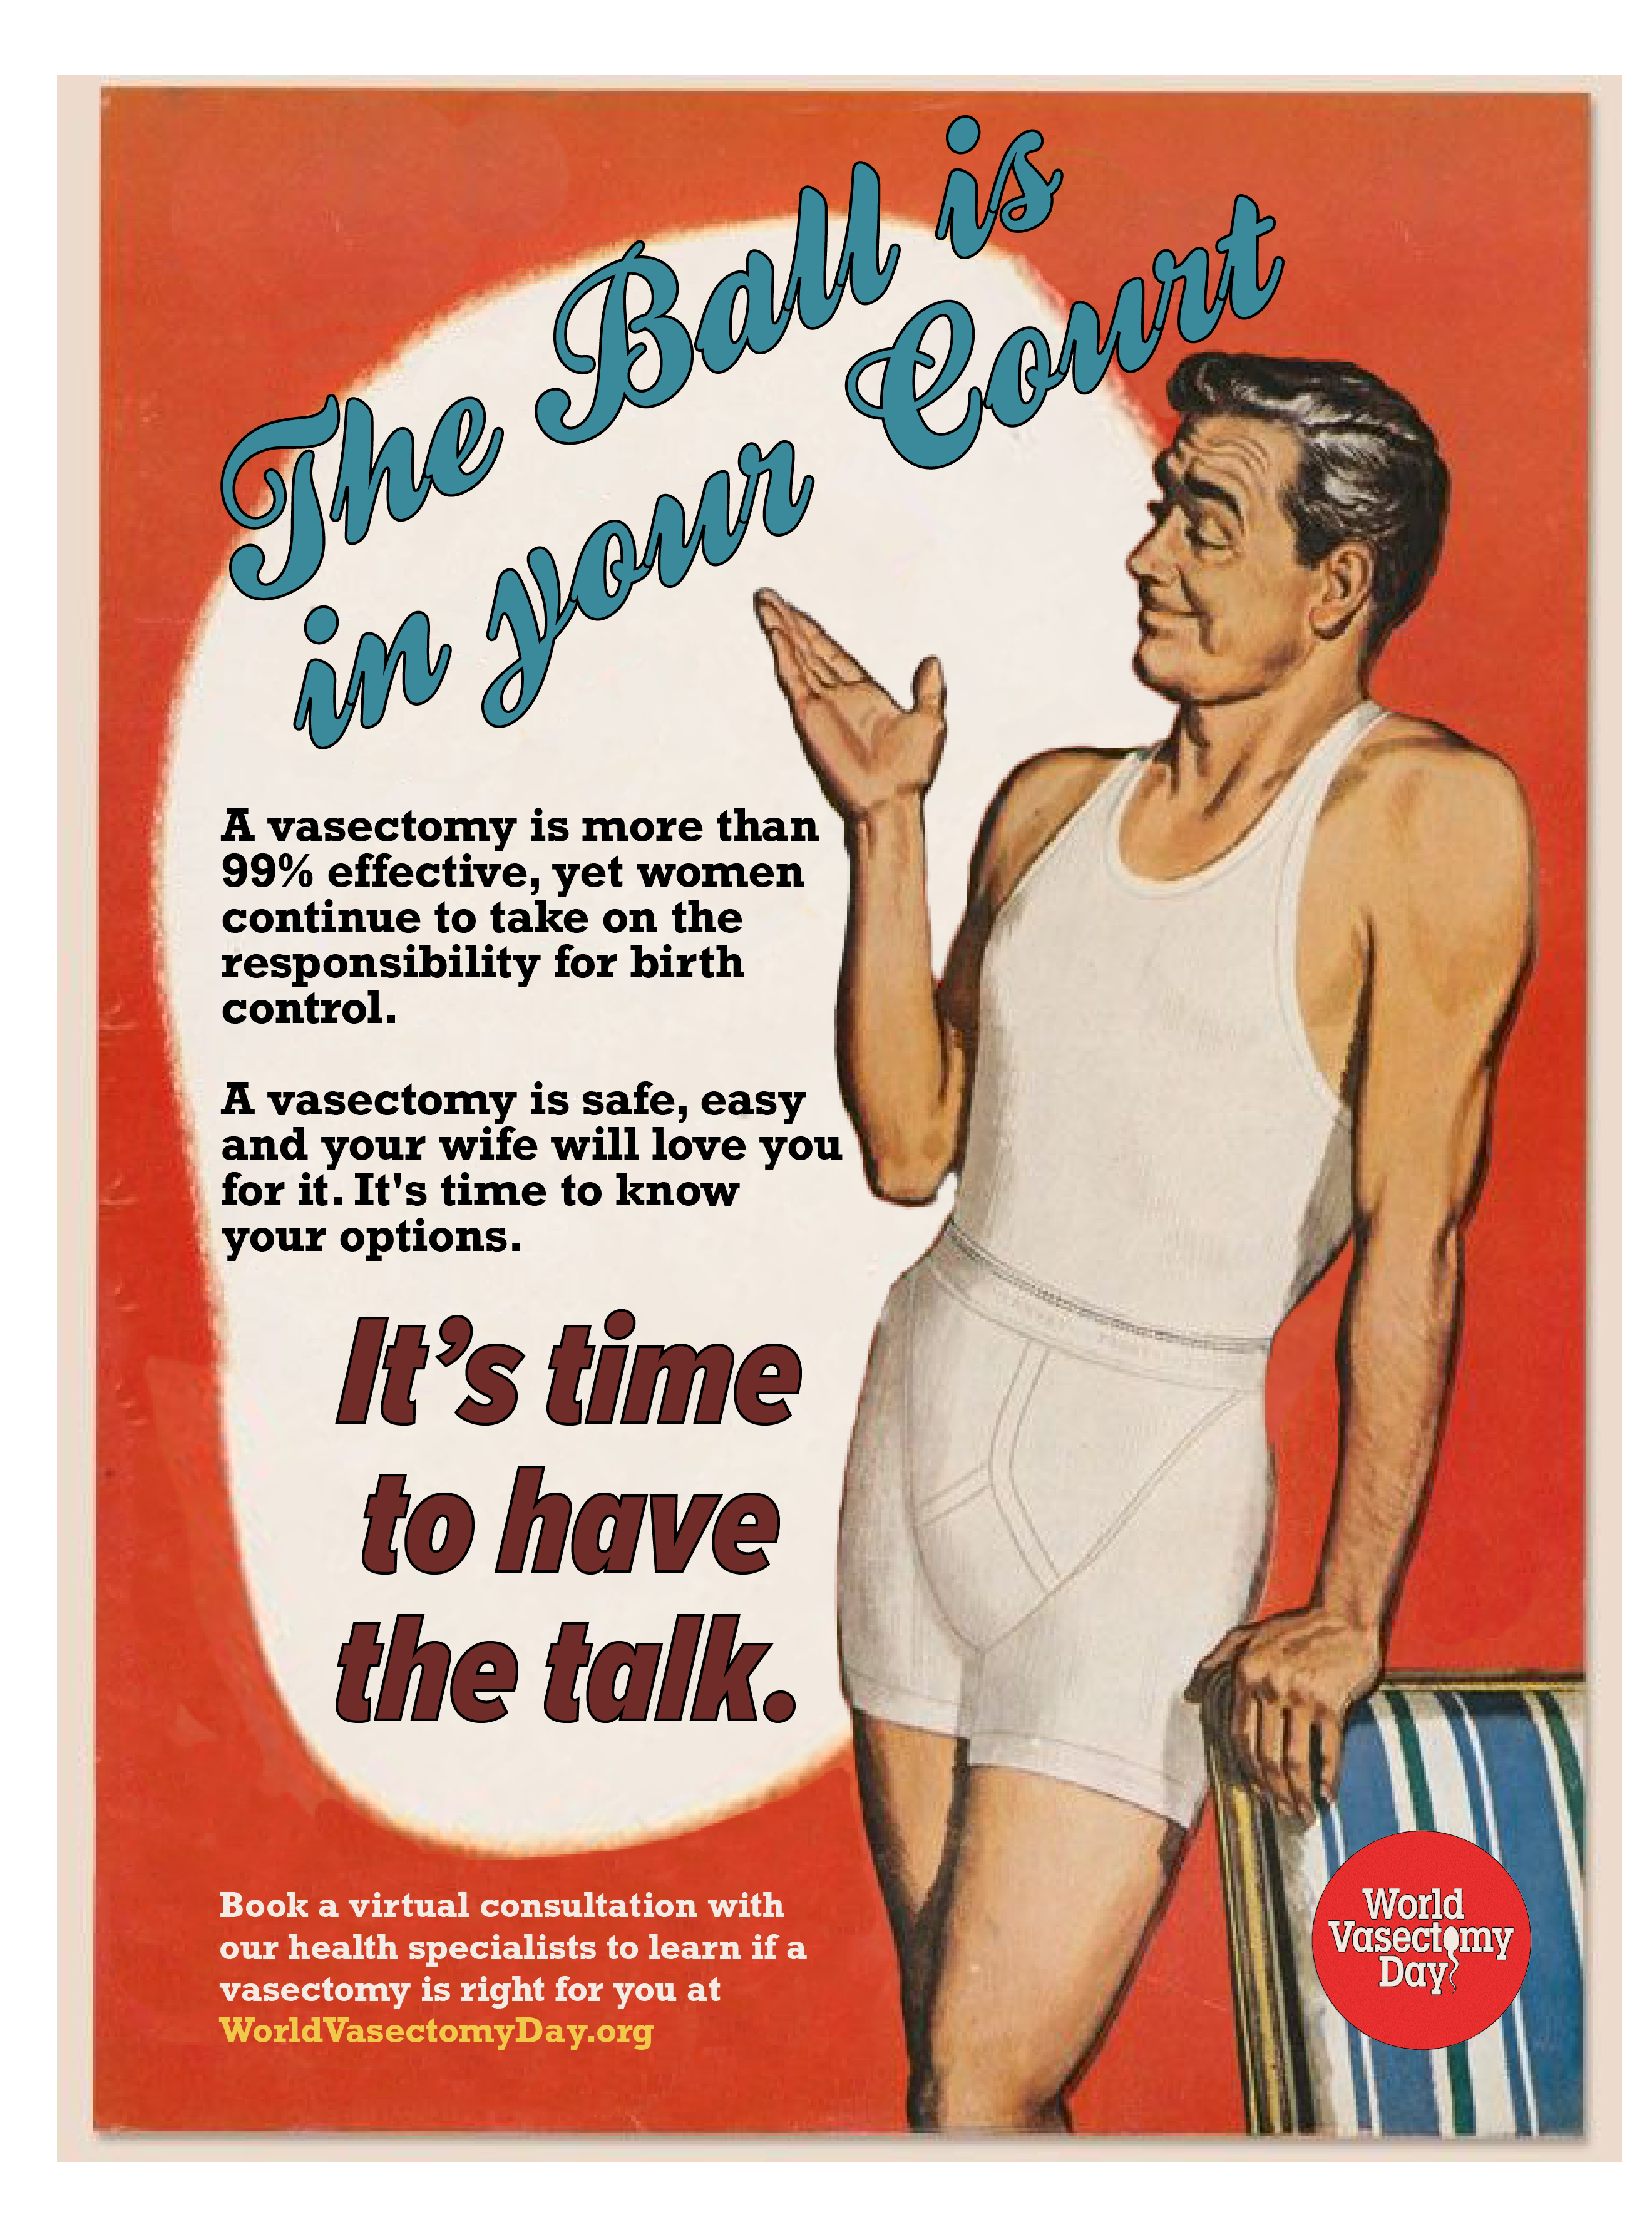 The Ball is
in your Court
A vasectomy is more than
99% effective, yet women
continue to take on the
responsibility for birth
control.
A vasectomy is safe, easy
and your wife will love you
for it. It's time to know
your options.
It’s time
to have
the talk.
Book a virtual consultation with
our health specialists to learn if a
vasectomy is right for you at
WorldVasectomyDay.org
World
Vasectomy
Day